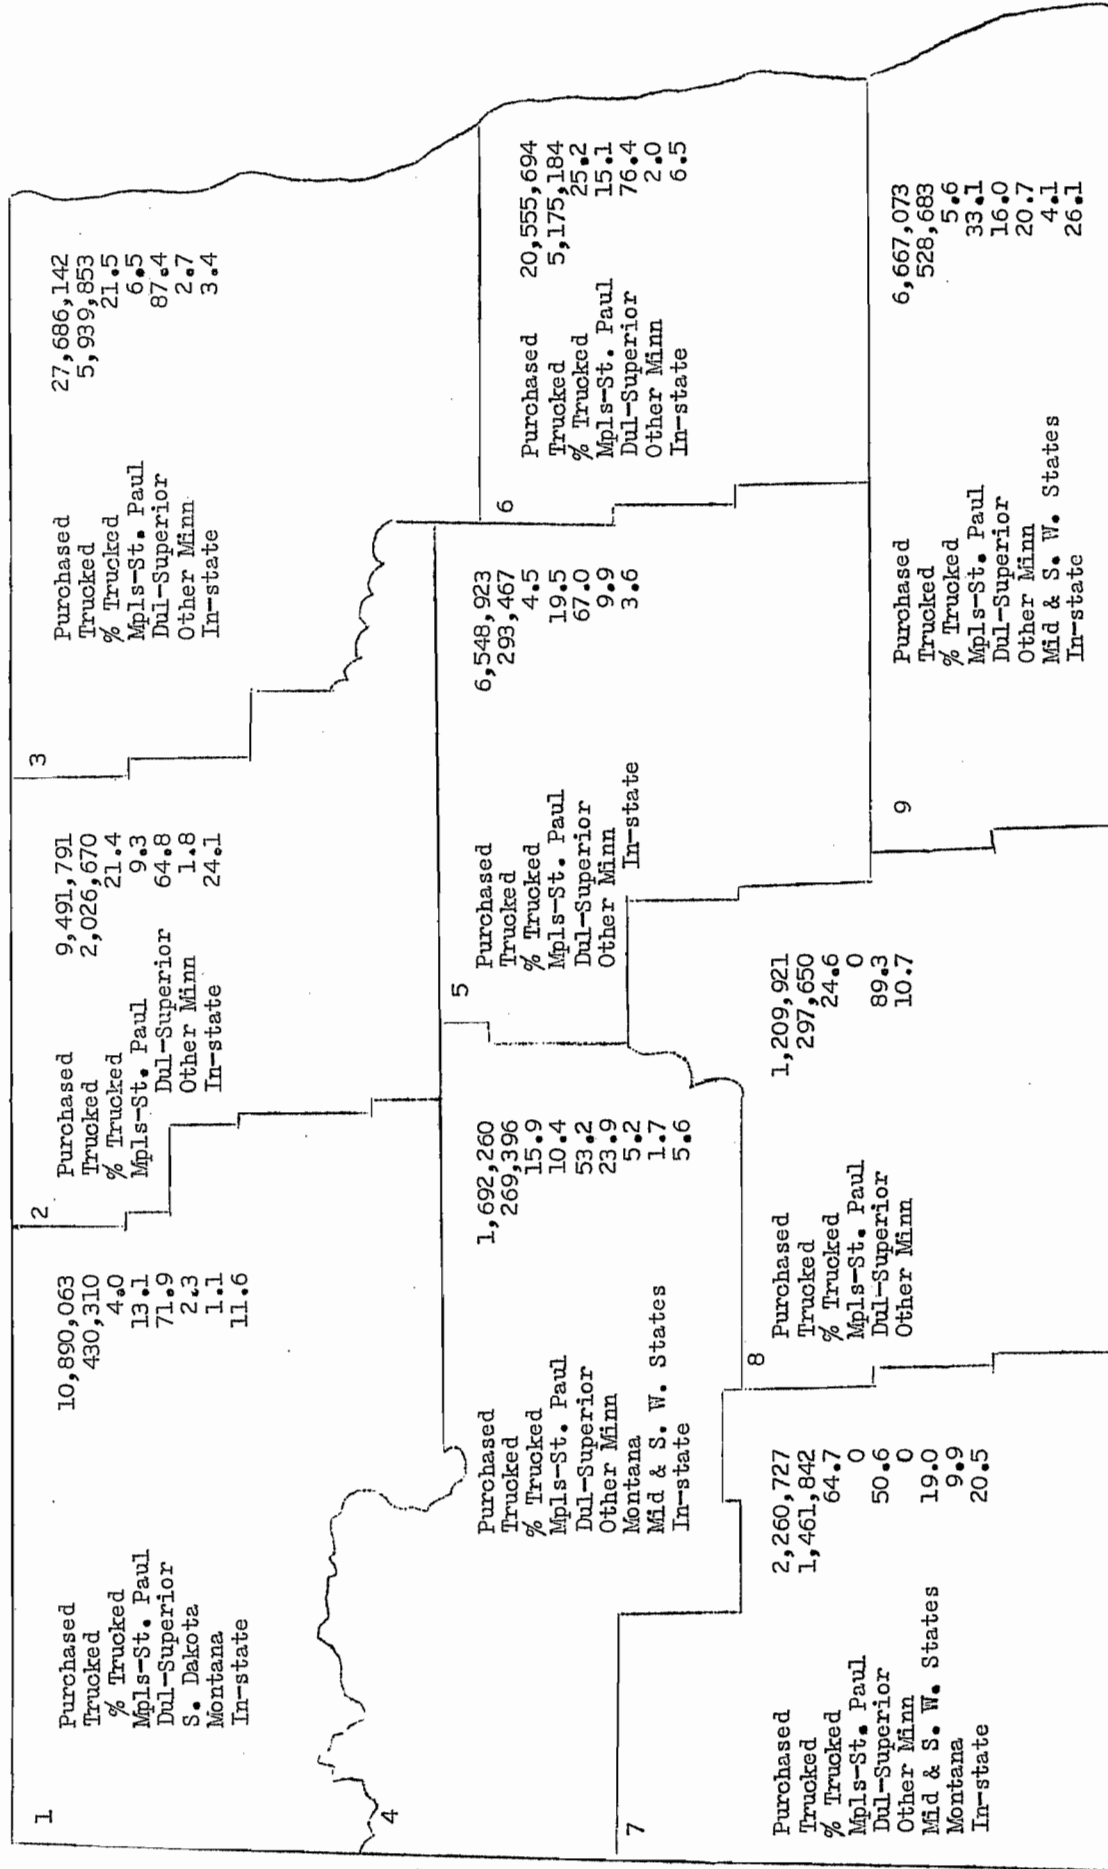 1
Purchased 10,890,063
Trucked 430,310
% Trucked 4.0
Mpls-St. Paul 13.1
Dul-Superior 71.9
S. Dakota 2.3
Montana 1.1
In-state 11.6
2
Purchased 9,491,791
Trucked 2,026,670
% Trucked 21.4
Mpls-St. Paul 9.3
Dul-Superior 64.8
Other Minn 1.8
In-state 24.1
3
Purchased 27,686,142
Trucked 5,939,853
% Trucked 21.5
Mpls-St. Paul 6.5
Dul-Superior 87.4
Other Minn 2.7
In-state 3.4
4
Purchased 1,692,260
Trucked 269,396
% Trucked 15.9
Mpls-St. Paul 10.4
Dul-Superior 53.2
Other Minn 23.9
Montana 5.2
Mid & S. W. States 1.7
In-state 5.6
5
Purchased 6,548,923
Trucked 293,467
% Trucked 4.5
Mpls-St. Paul 19.5
Dul-Superior 67.0
Other Minn 9.9
In-state 3.6
6
Purchased 20,555,694
Trucked 5,175,184
% Trucked 25.2
Mpls-St. Paul 15.1
Dul-Superior 76.4
Other Minn 2.0
In-state 6.5
7
Purchased 2,260,727
Trucked 1,461,842
% Trucked 64.7
Mpls-St. Paul 0
Dul-Superior 50.6
Other Minn 0
Mid & S. W. States 19.0
Montana 9.9
In-state 20.5
8
Purchased 1,209,921
Trucked 297,650
% Trucked 24.6
Mpls-St. Paul 0
Dul-Superior 89.3
Other Minn 10.7
9
Purchased 6,667,073
Trucked 528,683
% Trucked 5.6
Mpls-St. Paul 33.1
Dul-Superior 16.0
Other Minn 20.7
Mid & S. W. States 4.1
In-state 26.1